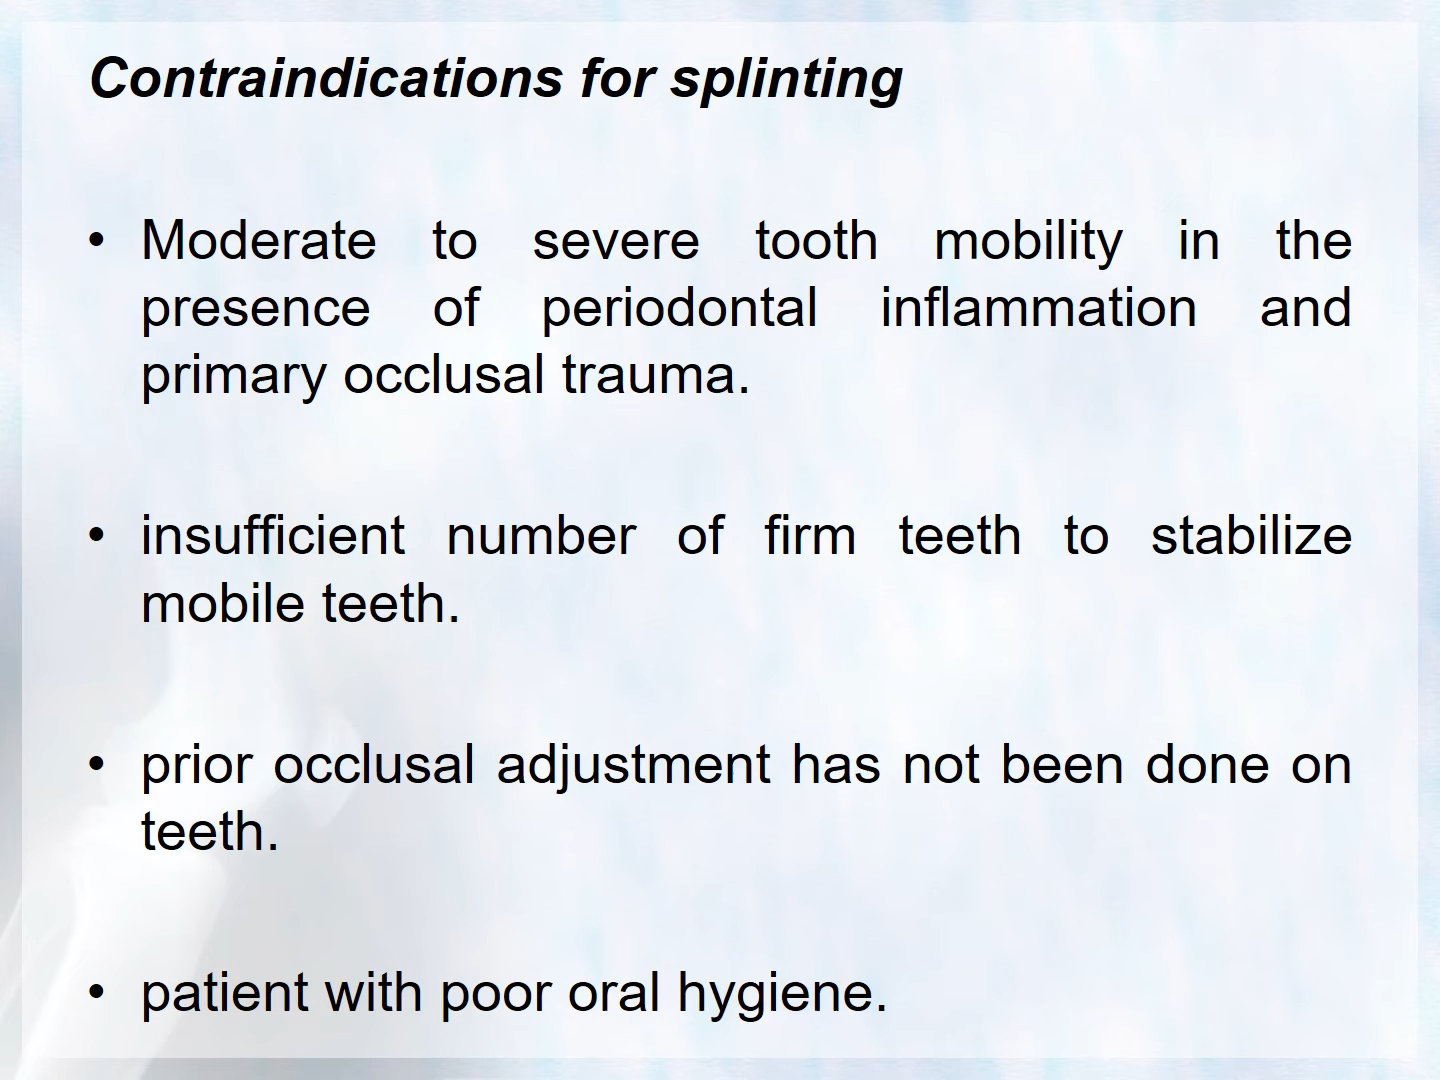 Contraindications for splinting
• Moderate to severe tooth mobility in the
presence of periodontal inflammation and
primary occlusal trauma.
• insufficient number of firm teeth to stabilize
mobile teeth.
• prior occlusal adjustment has not been done on
teeth.
• patient with poor oral hygiene.